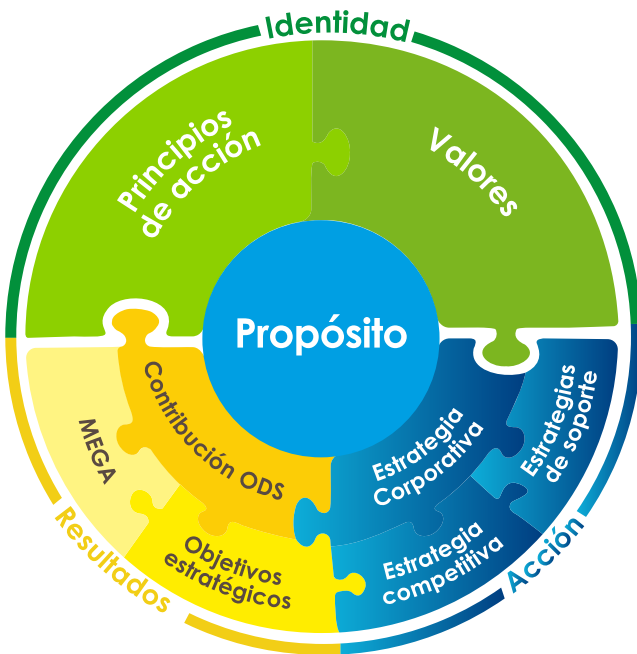 Identidad
Principios
de acción
Valores
Propósito
Contribución ODS
MEGA
Objetivos
estratégicos
Resultados
Estrategia
Corporativa
Estrategias
de soporte
Estrategia
competitiva
Acción